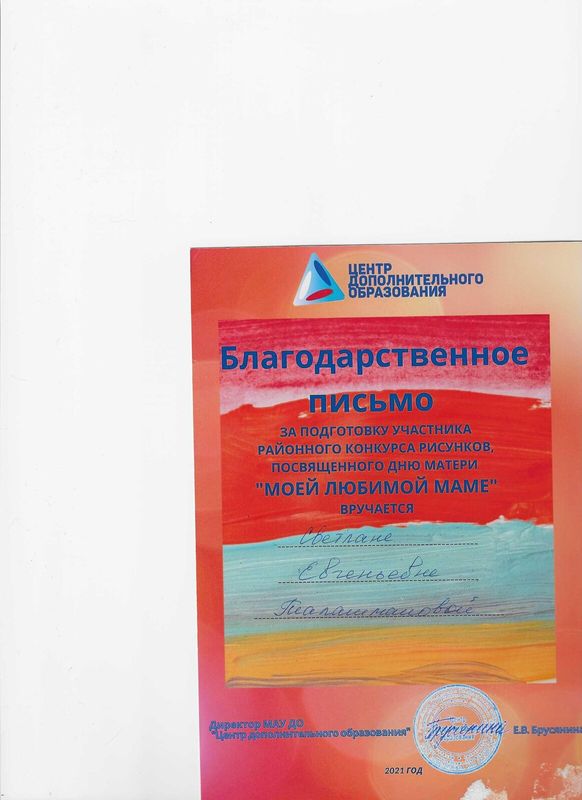 ЦЕНТР
ДОПОЛНИТЕЛЬНОГО
ОБРАЗОВАНИЯ
Благодарственное
письмо
ЗА ПОДГОТОВКУ УЧАСТНИКА
РАЙОННОГО КОНКУРСА РИСУНКОВ,
ПОСВЯЩЕННОГО ДНЮ МАТЕРИ
"МОЕЙ ЛЮБИМОЙ МАМЕ"
ВРУЧАЕТСЯ
Светлане
Евгеньевне
Директор МАУ ДО
"Центр дополнительного образования"
Е.В. Брусянина
2021 ГОД